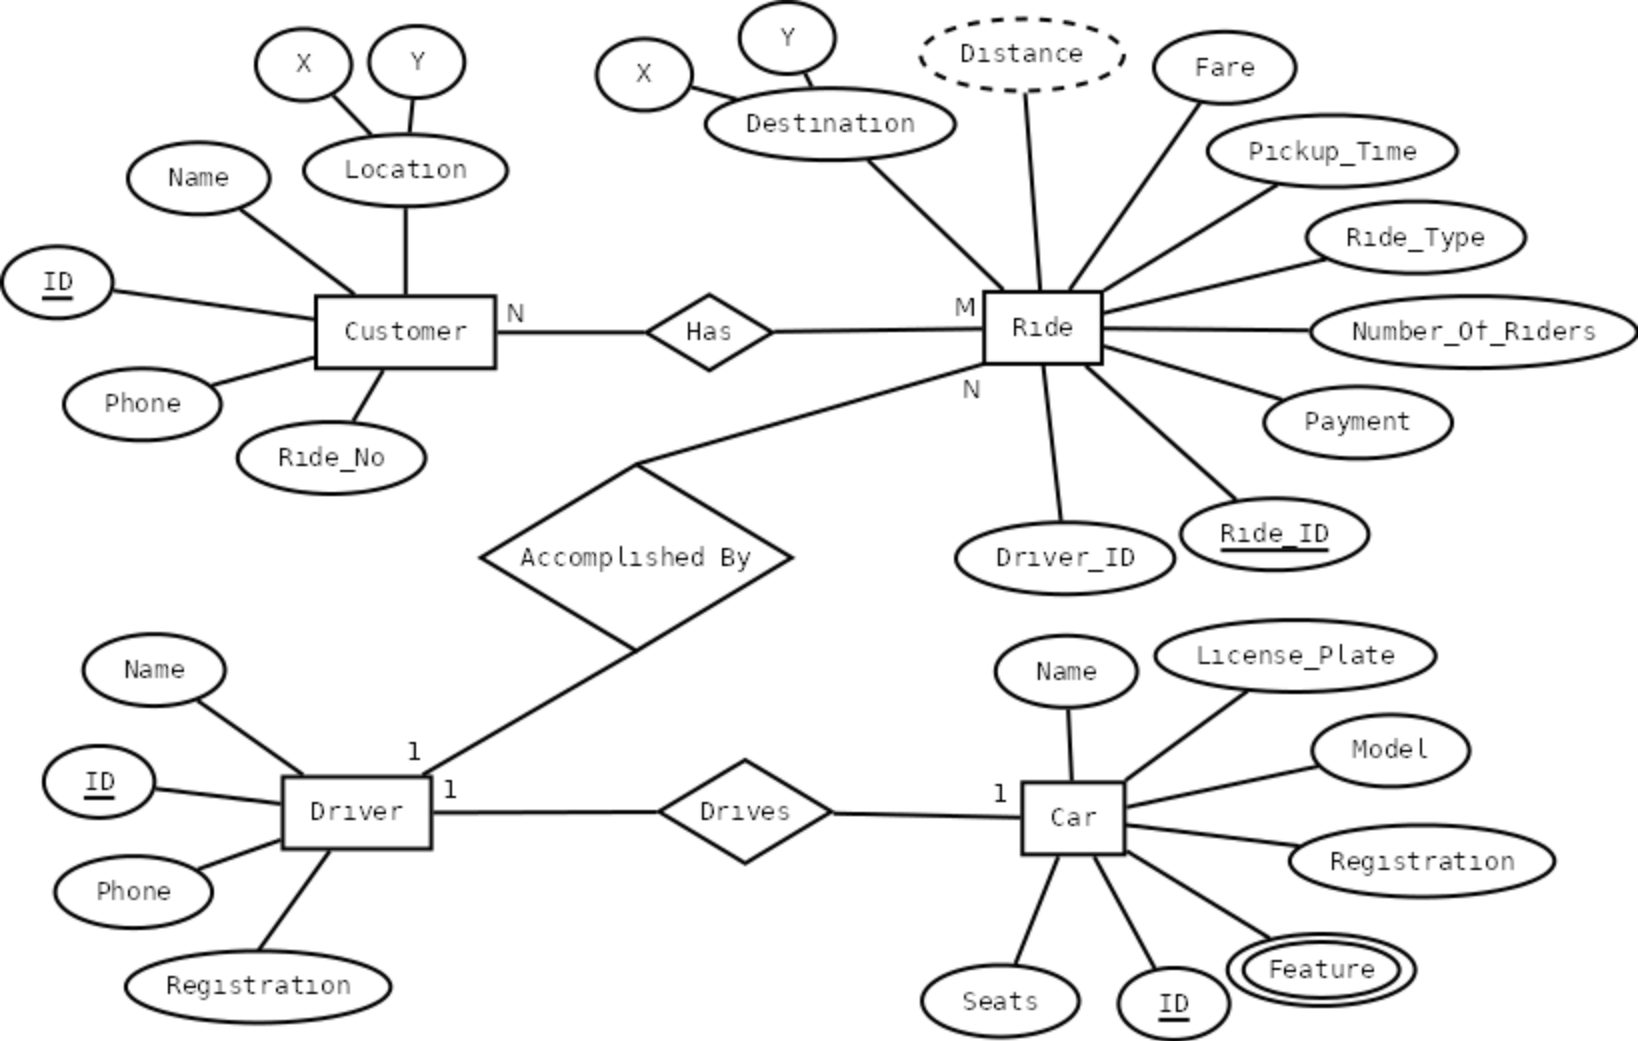 X
Y
Location
Name
ID
Phone
Ride_No
Customer
N
Has
M
X
Y
Destination
Distance
Fare
Pickup_Time
Ride_Type
Number_Of_Riders
Payment
Ride_ID
Driver_ID
Ride
N
Accomplished By
1
Name
ID
Phone
Registration
Driver
1
Drives
1
Car
Name
License_Plate
Model
Registration
Feature
ID
Seats